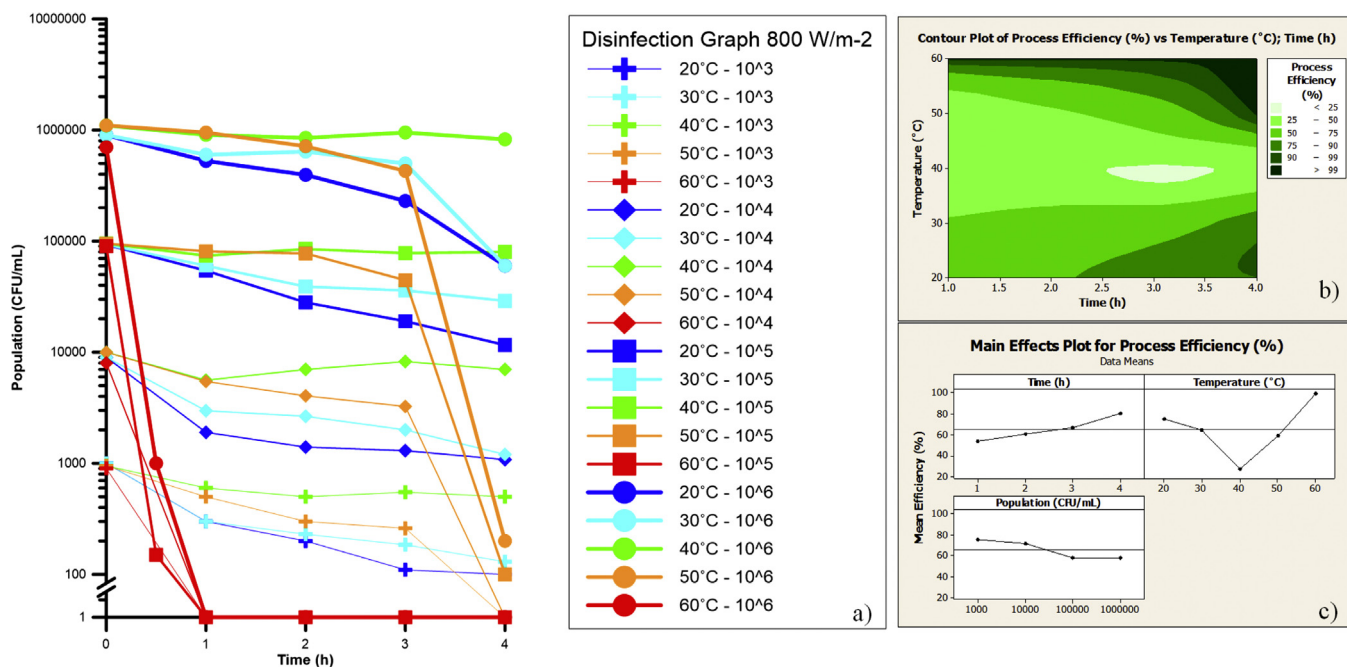 10000000
1000000
100000
10000
1000
100
1
Population (CFU/mL)
0 1 2 3 4
Time (h)
Disinfection Graph 800 W/m-2
20˚C - 10^3
30˚C - 10^3
40˚C - 10^3
50˚C - 10^3
60˚C - 10^3
20˚C - 10^4
30˚C - 10^4
40˚C - 10^4
50˚C - 10^4
60˚C - 10^4
20˚C - 10^5
30˚C - 10^5
40˚C - 10^5
50˚C - 10^5
60˚C - 10^5
20˚C - 10^6
30˚C - 10^6
40˚C - 10^6
50˚C - 10^6
60˚C - 10^6
a)
Contour Plot of Process Efficiency (%) vs Temperature (˚C); Time (h)
60
50
40
30
20
Temperature (˚C)
1.0 1.5 2.0 2.5 3.0 3.5 4.0
Time (h)
Process
Efficiency
(%)
< 25
25 – 50
50 – 75
75 – 90
90 – 99
> 99
b)
Main Effects Plot for Process Efficiency (%)
Data Means
Mean Efficiency (%)
Time (h) Temperature (°C)
100
80
60
40
20
1 2 3 4 20 30 40 50 60
Population (CFU/mL)
100
80
60
40
20
1000 10000 100000 1000000
c)